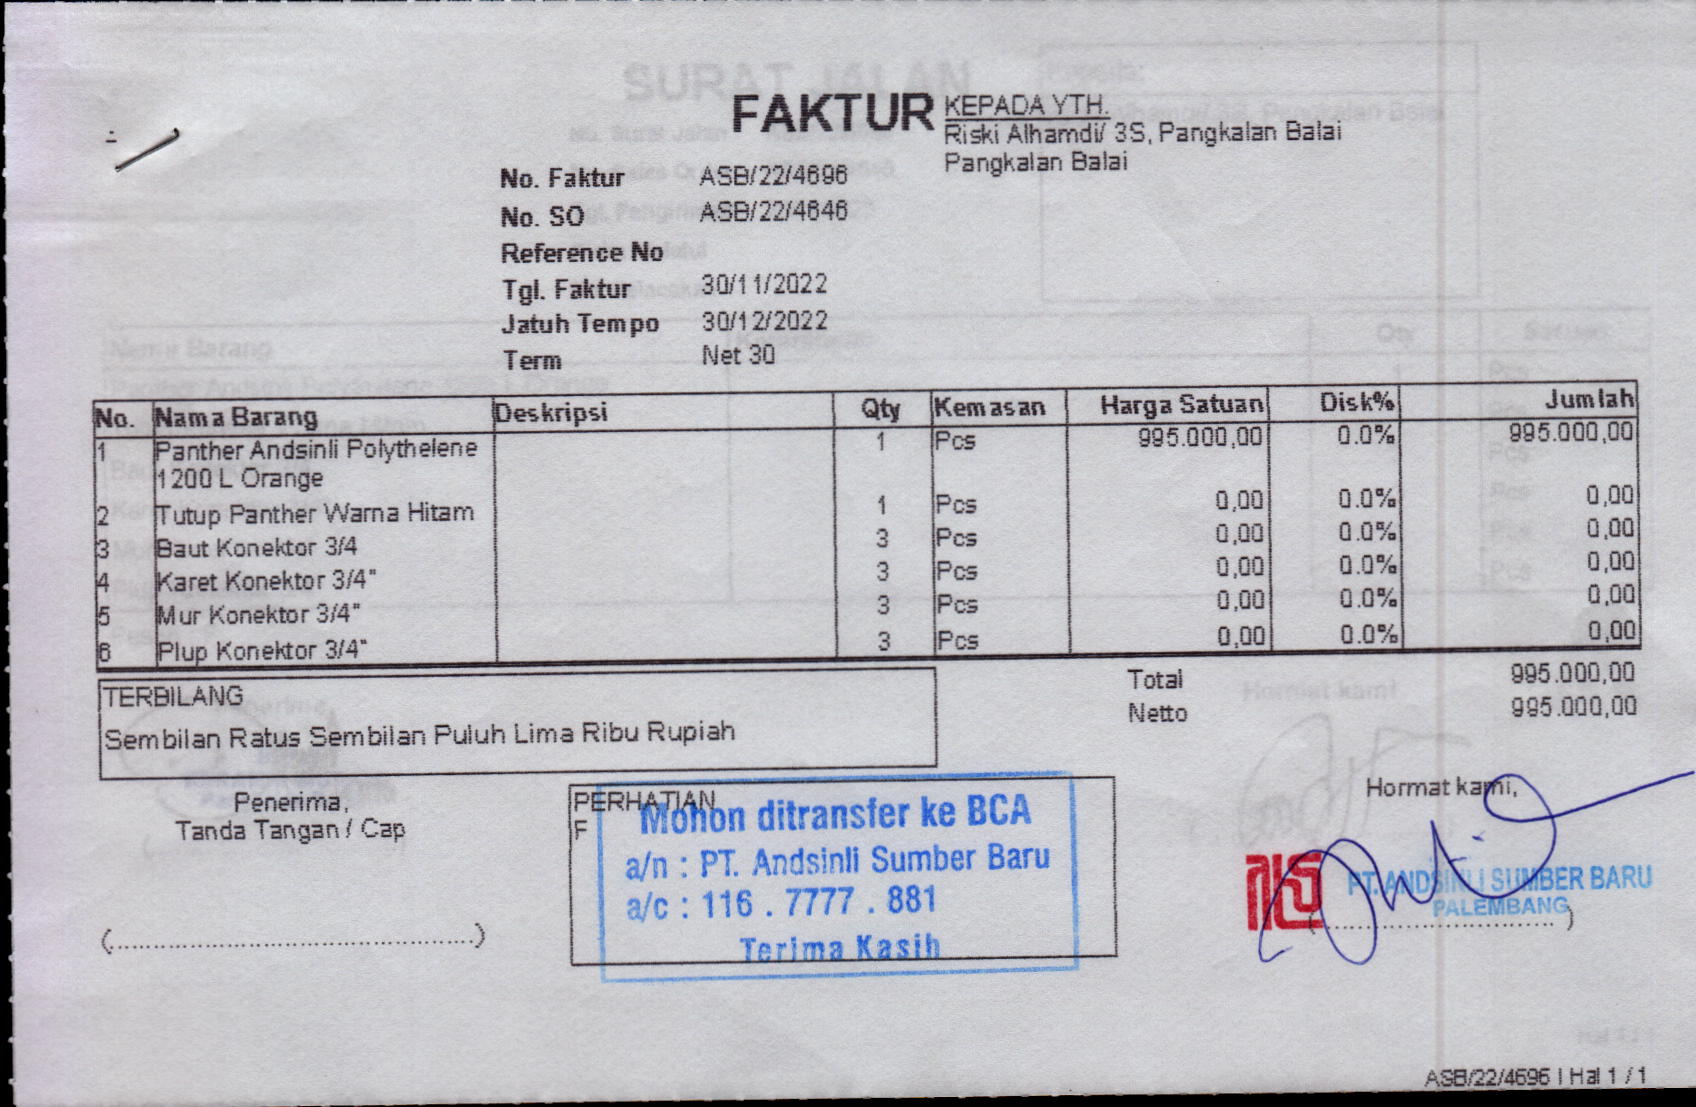 FAKTUR
KEPADA YTH.
Riski Alhamdi/ 3S, Pangkalan Balai
Pangkalan Balai
No. Faktur ASB/22/4696
No. SO ASB/22/4646
Reference No
Tgl. Faktur 30/11/2022
Jatuh Tempo 30/12/2022
Term Net 30
No. Nama Barang Deskripsi Qty Kemasan Harga Satuan Disk% Jumlah
1 Panther Andsinli Polythelene 1 Pcs 995.000,00 0.0% 995.000,00
1200 L Orange
2 Tutup Panther Warna Hitam 1 Pcs 0,00 0.0% 0,00
3 Baut Konektor 3/4 3 Pcs 0,00 0.0% 0,00
4 Karet Konektor 3/4" 3 Pcs 0,00 0.0% 0,00
5 Mur Konektor 3/4" 3 Pcs 0,00 0.0% 0,00
6 Plup Konektor 3/4" 3 Pcs 0,00 0.0% 0,00
Total 995.000,00
Netto 995.000,00
TERBILANG
Sembilan Ratus Sembilan Puluh Lima Ribu Rupiah
Penerima,
Tanda Tangan / Cap
(...............................................)
PERHATIAN
F
Mohon ditransfer ke BCA
a/n : PT. Andsinli Sumber Baru
a/c : 116 . 7777 . 881
Terima Kasih
Hormat kami,
PT. ANDSINLI SUMBER BARU
PALEMBANG
(..............................)
ASB/22/4696 | Hal 1 / 1